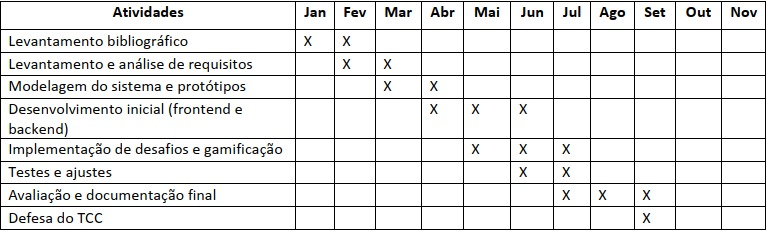 Atividades Jan Fev Mar Abr Mai Jun Jul Ago Set Out Nov
Levantamento bibliográfico X X
Levantamento e análise de requisitos X X
Modelagem do sistema e protótipos X X
Desenvolvimento inicial (frontend e X X X
backend)
Implementação de desafios e gamificação X X X
Testes e ajustes X X
Avaliação e documentação final X X X
Defesa do TCC X